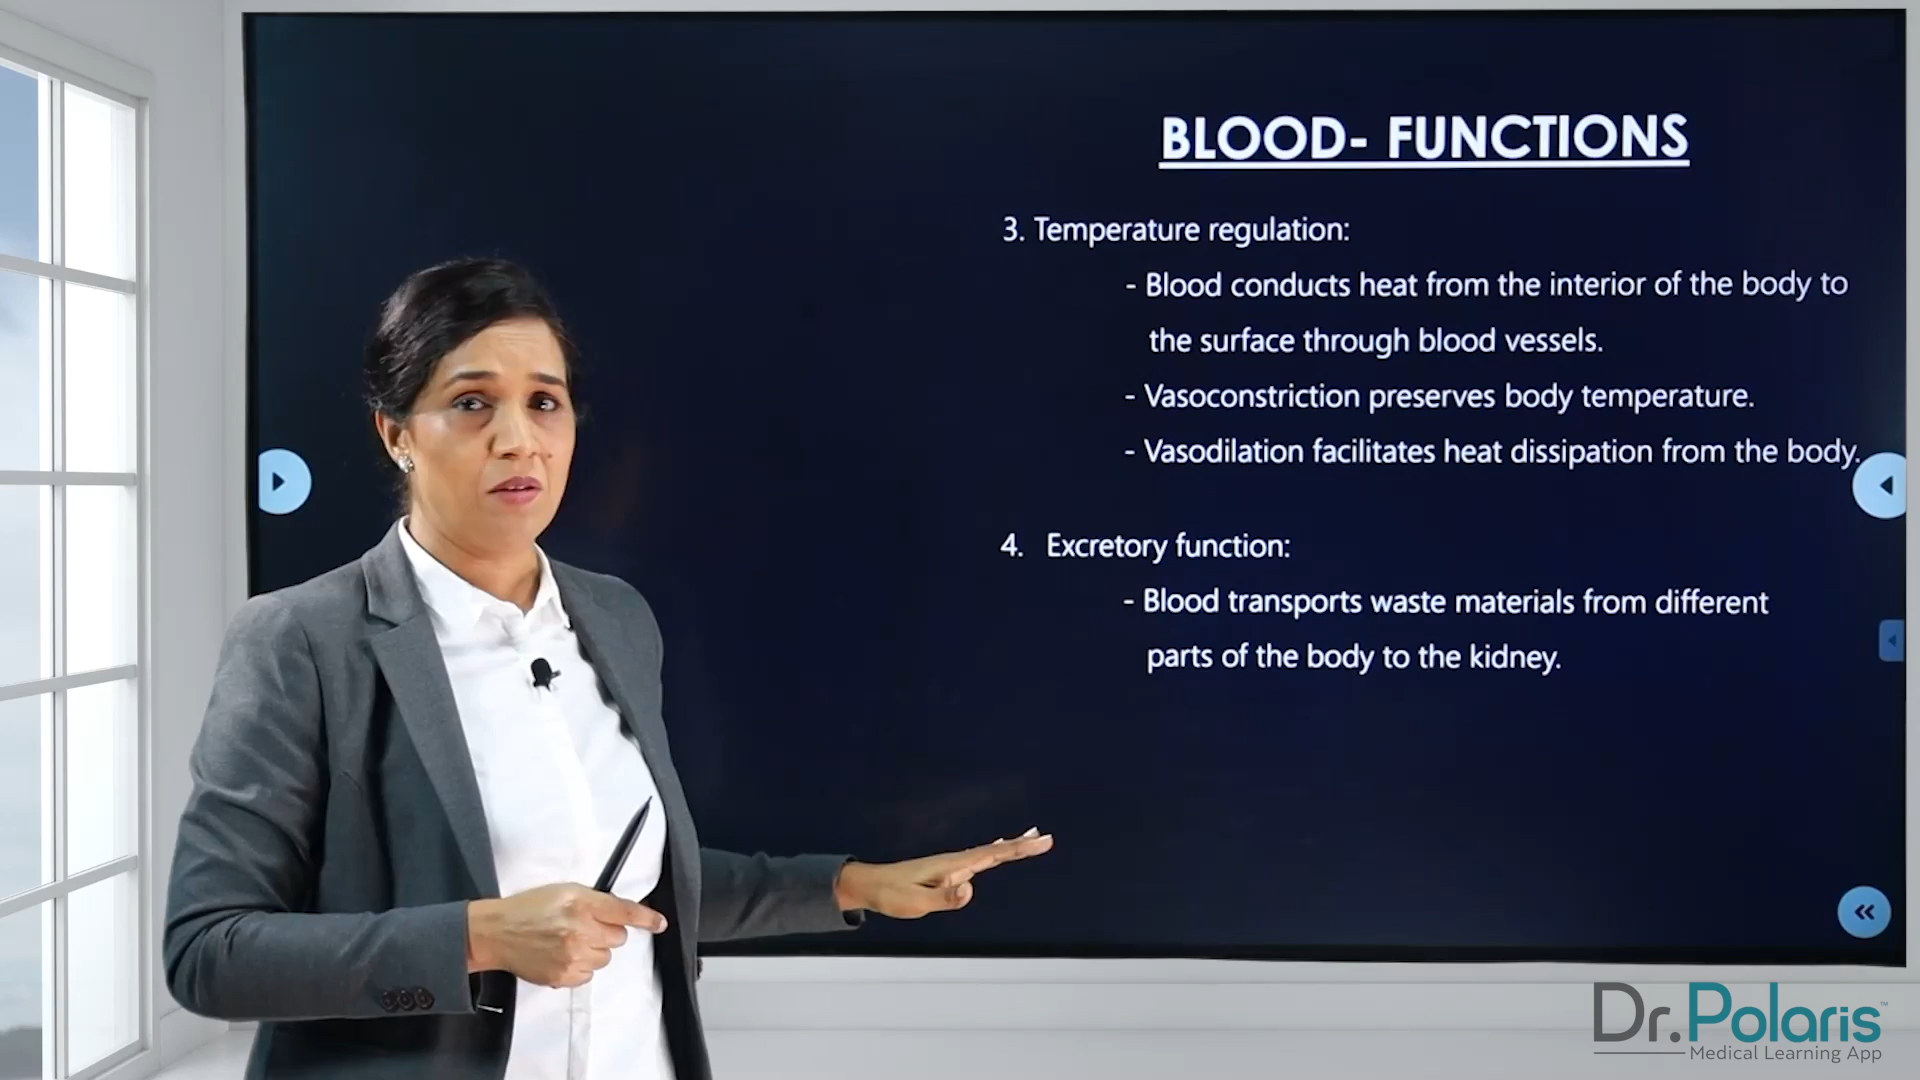 BLOOD- FUNCTIONS
3. Temperature regulation:
- Blood conducts heat from the interior of the body to
the surface through blood vessels.
- Vasoconstriction preserves body temperature.
- Vasodilation facilitates heat dissipation from the body.
4. Excretory function:
- Blood transports waste materials from different
parts of the body to the kidney.
Dr.Polaris™
Medical Learning App